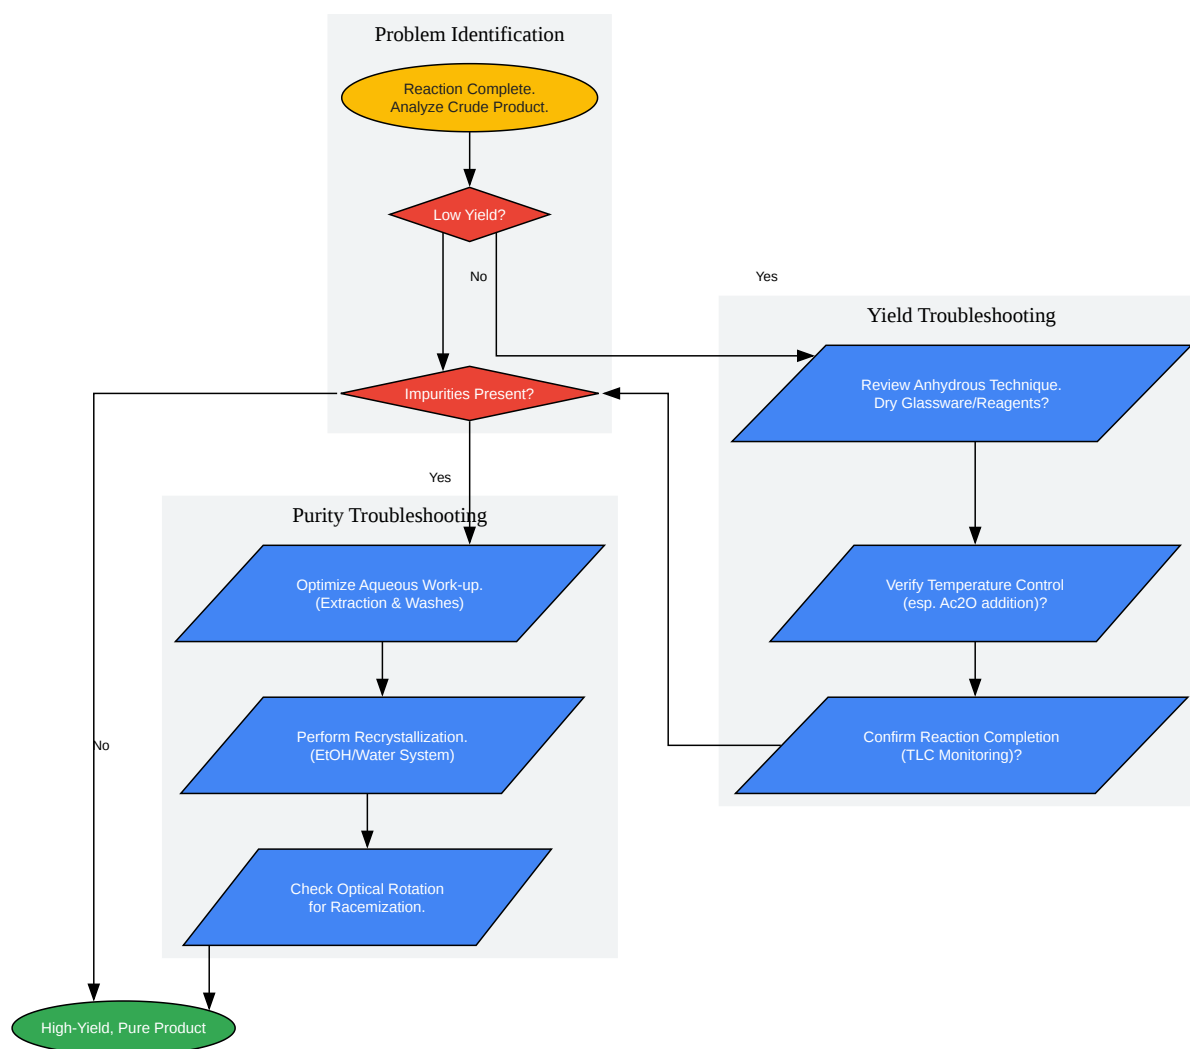 Problem Identification
Reaction Complete.
Analyze Crude Product.
Low Yield?
No
Yes
Yield Troubleshooting
Review Anhydrous Technique.
Dry Glassware/Reagents?
Impurities Present?
Yes
Purity Troubleshooting
Optimize Aqueous Work-up.
(Extraction & Washes)
Verify Temperature Control
(esp. Ac2O addition)?
Perform Recrystallization.
(EtOH/Water System)
No
Confirm Reaction Completion
(TLC Monitoring)?
Check Optical Rotation
for Racemization.
High-Yield, Pure Product